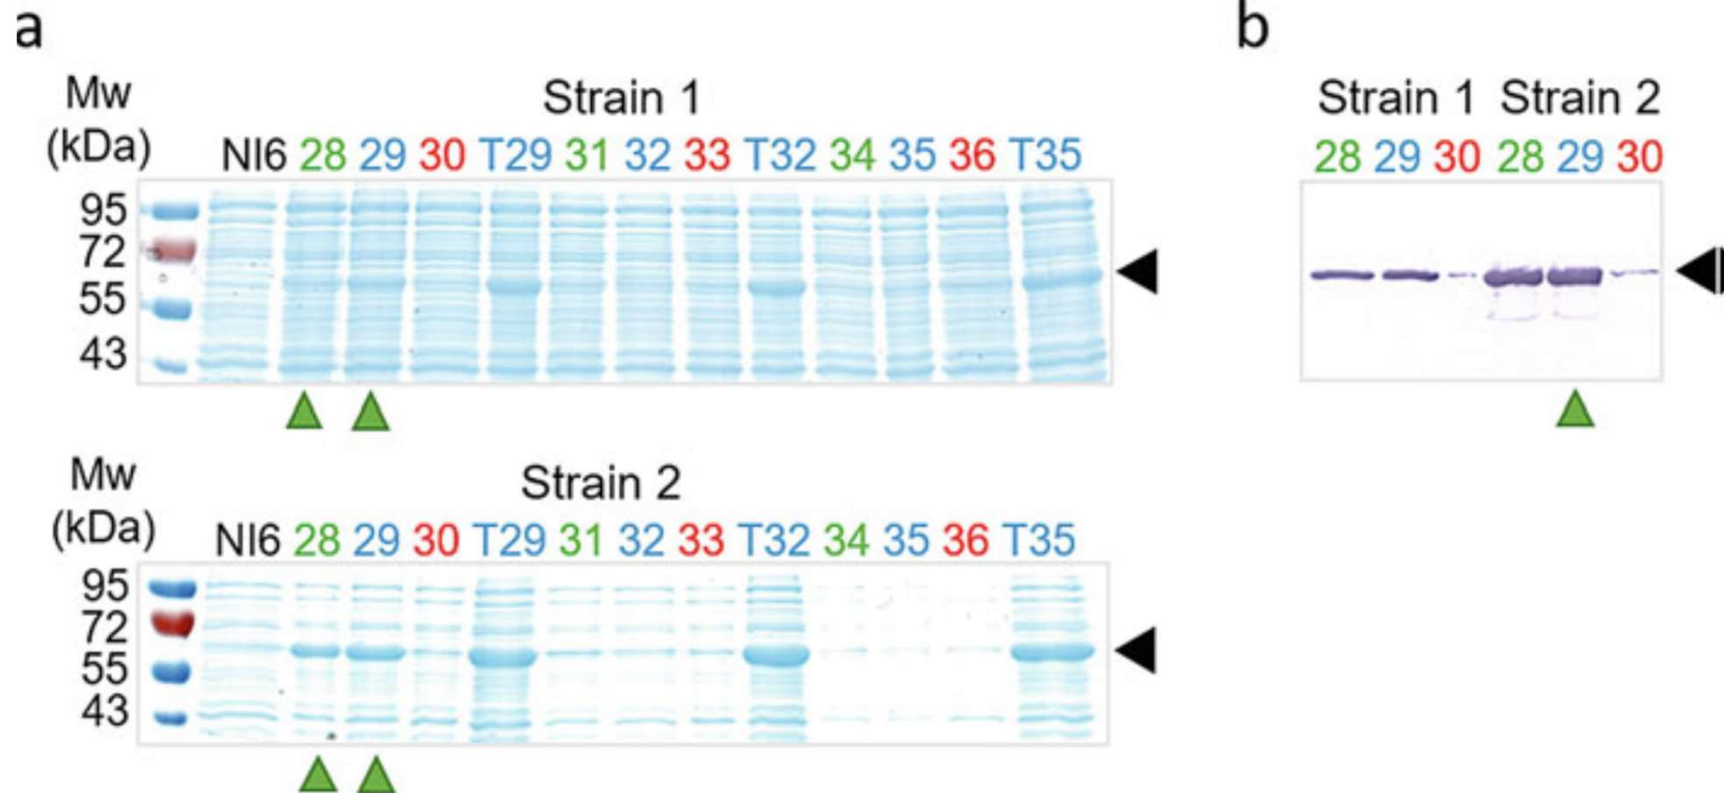 a
Mw
(kDa)
Strain 1
NI6 28 29 30 T29 31 32 33 T32 34 35 36 T35
95
72
55
43
Mw
(kDa)
Strain 2
NI6 28 29 30 T29 31 32 33 T32 34 35 36 T35
95
72
55
43
b
Strain 1 Strain 2
28 29 30 28 29 30